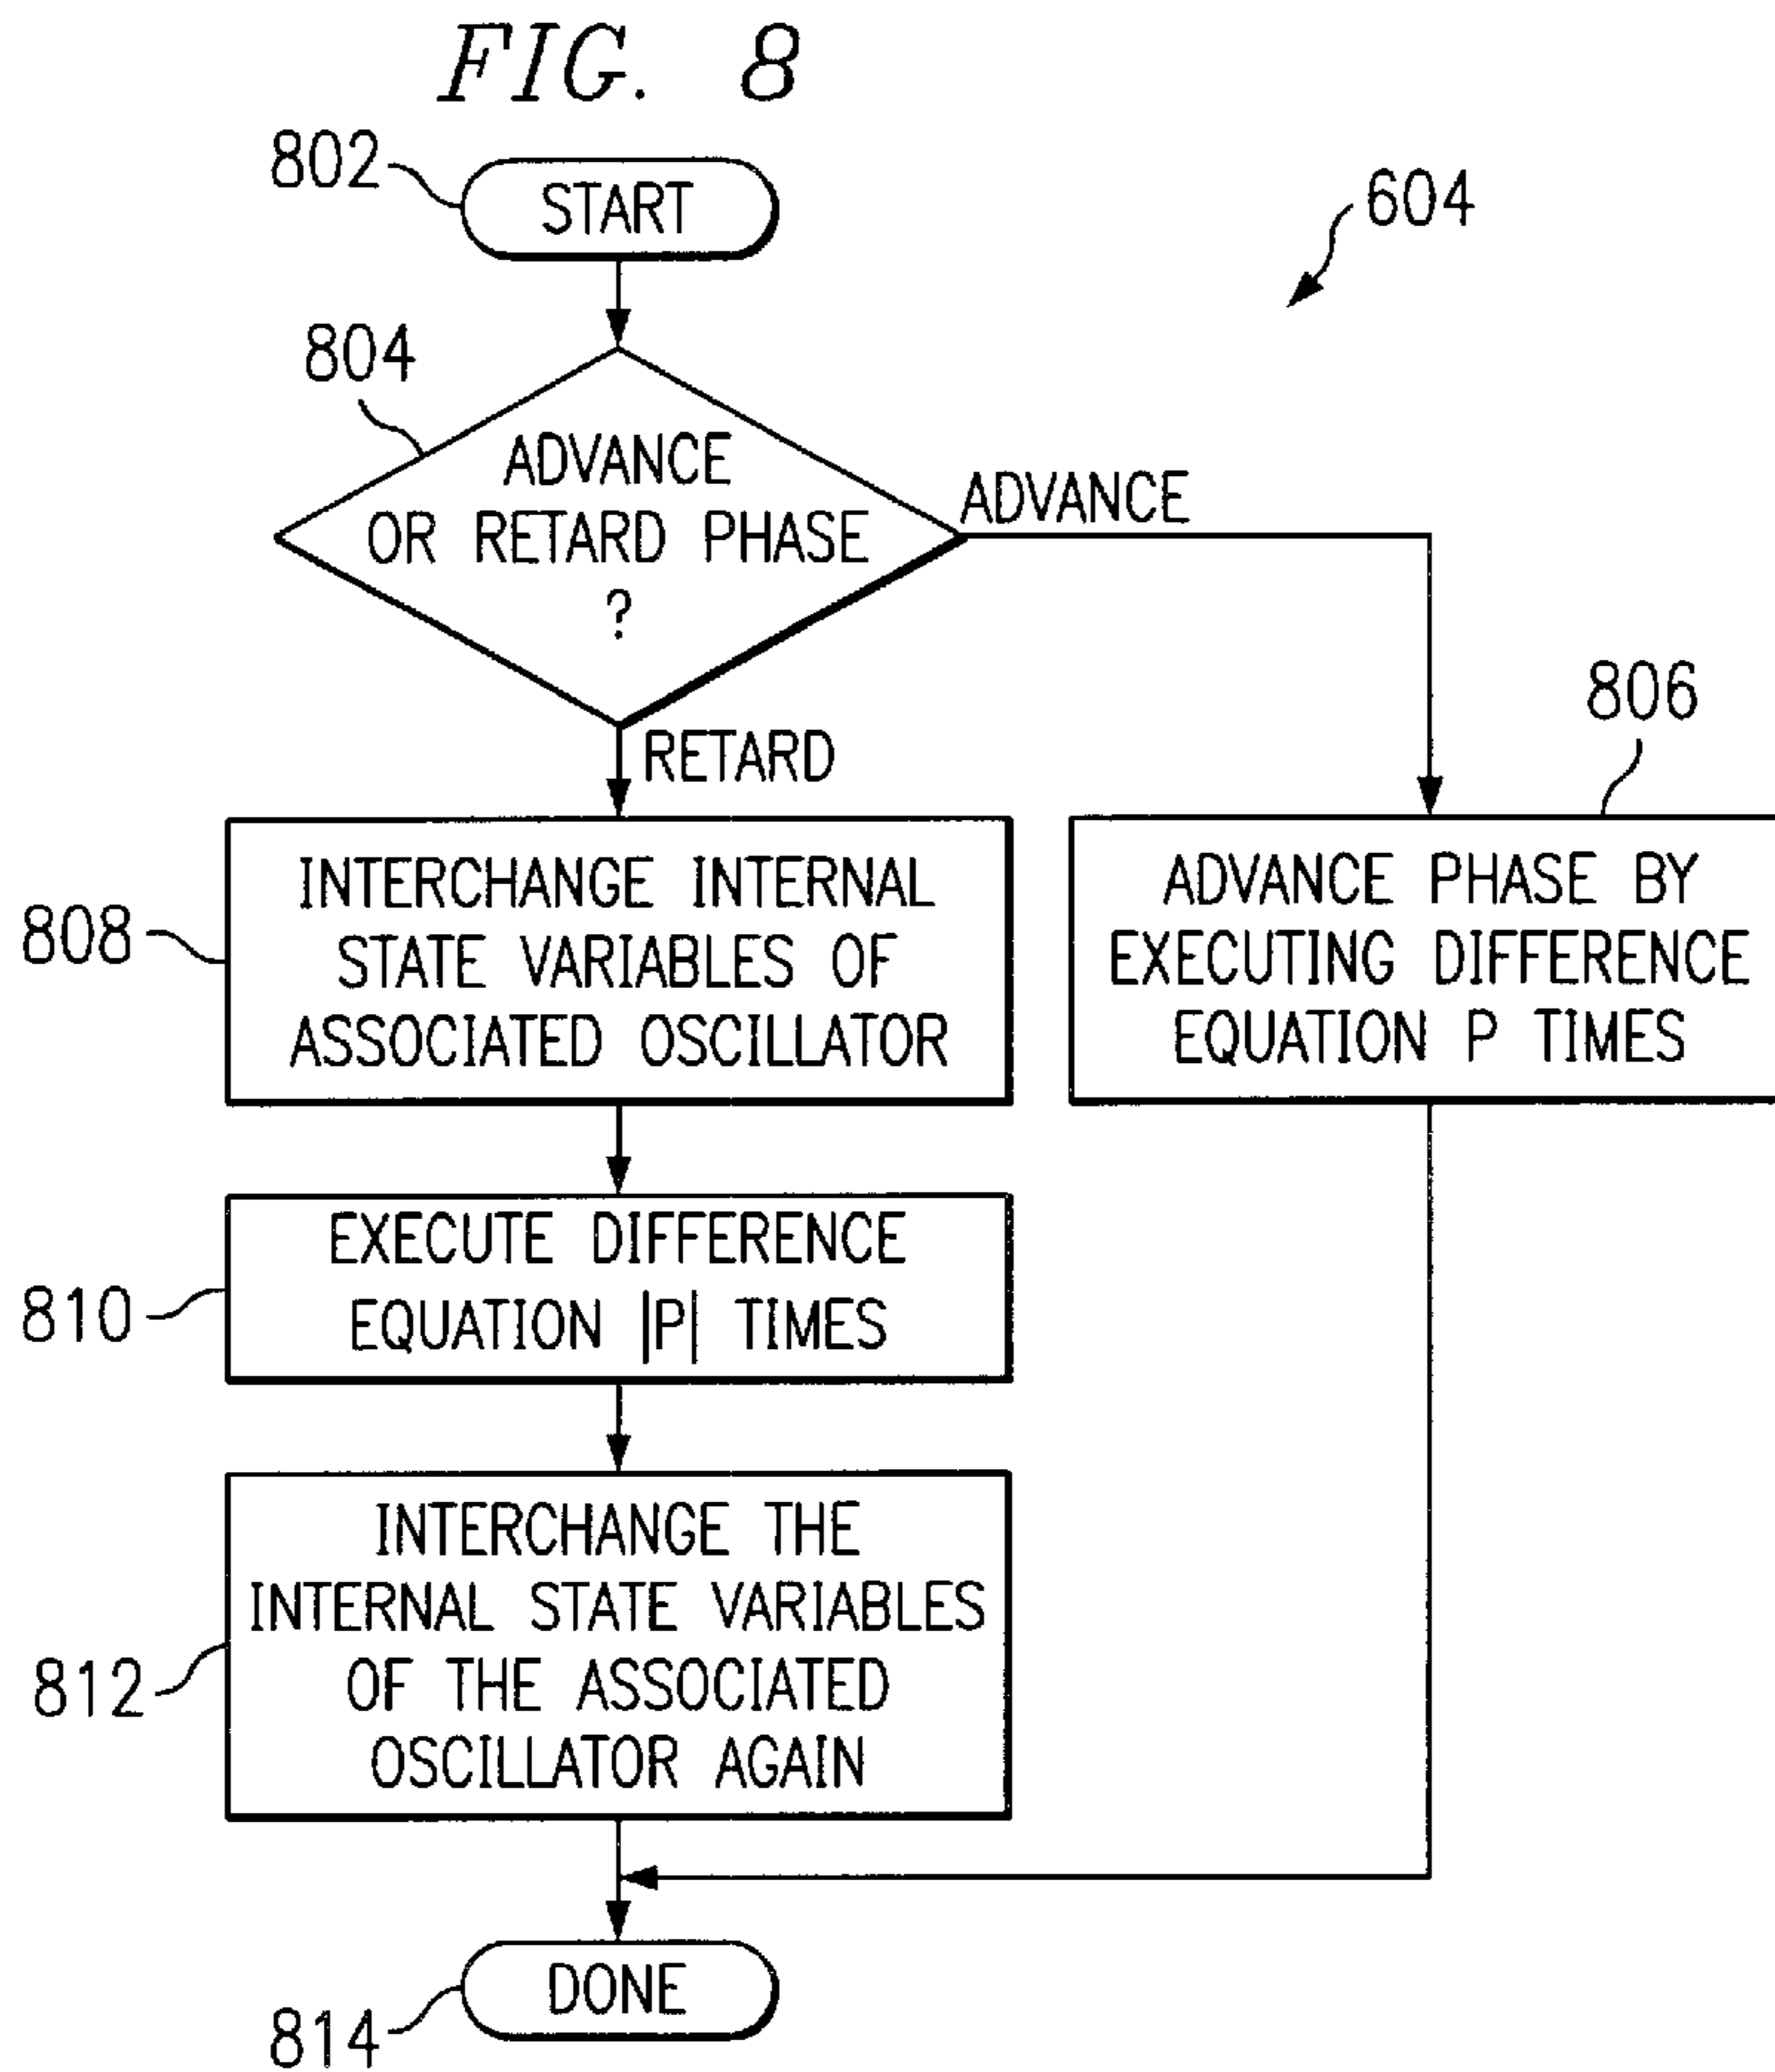 FIG. 8
802
START
604
804
ADVANCE
OR RETARD PHASE
?
ADVANCE
RETARD
806
808
INTERCHANGE INTERNAL
STATE VARIABLES OF
ASSOCIATED OSCILLATOR
ADVANCE PHASE BY
EXECUTING DIFFERENCE
EQUATION P TIMES
810
EXECUTE DIFFERENCE
EQUATION |P| TIMES
812
INTERCHANGE THE
INTERNAL STATE VARIABLES
OF THE ASSOCIATED
OSCILLATOR AGAIN
814
DONE